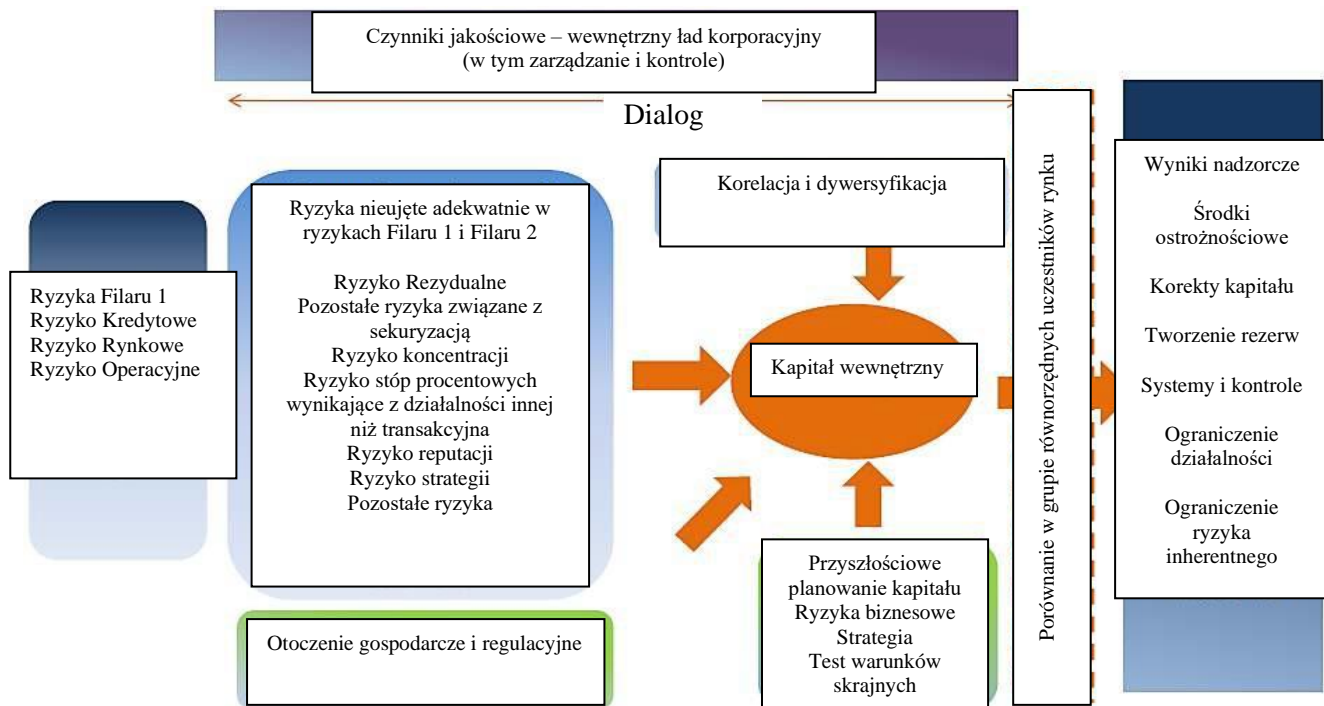 Czynniki jakościowe – wewnętrzny ład korporacyjny
(w tym zarządzanie i kontrole)
Dialog
Ryzyka Filaru 1
Ryzyko Kredytowe
Ryzyko Rynkowe
Ryzyko Operacyjne
Ryzyka nieujęte adekwatnie w
ryzykach Filaru 1 i Filaru 2
Ryzyko Rezydualne
Pozostałe ryzyka związane z
sekuryzacją
Ryzyko koncentracji
Ryzyko stóp procentowych
wynikające z działalności innej
niż transakcyjna
Ryzyko reputacji
Ryzyko strategii
Pozostałe ryzyka
Otoczenie gospodarcze i regulacyjne
Korelacja i dywersyfikacja
Kapitał wewnętrzny
Przyszłościowe
planowanie kapitału
Ryzyka biznesowe
Strategia
Test warunków
skrajnych
Porównanie w grupie równorzędnych uczestników rynku
Wyniki nadzorcze
Środki
ostrożnościowe
Korekty kapitału
Tworzenie rezerw
Systemy i kontrole
Ograniczenie
działalności
Ograniczenie
ryzyka
inherentnego